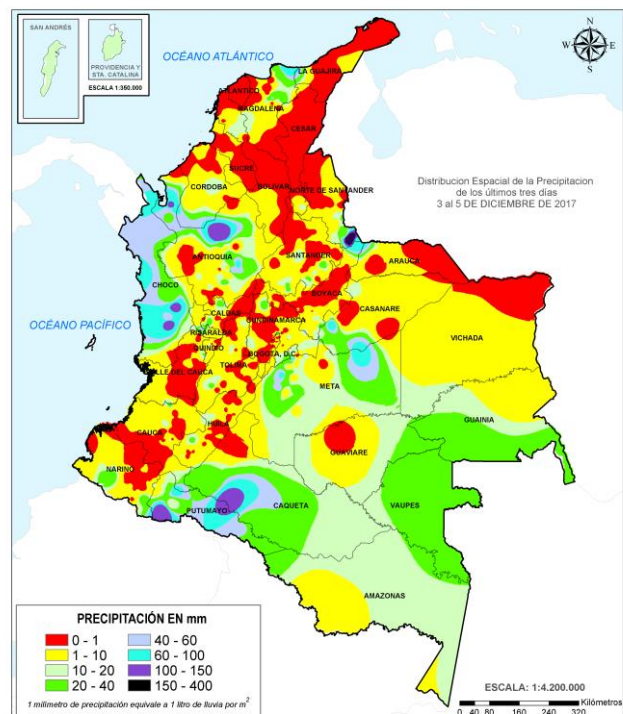 SAN ANDRÉS
PROVIDENCIA Y
STA. CATALINA
ESCALA 1:350.000
OCÉANO ATLÁNTICO
N
W E
S
LA GUAJIRA
ATLANTICO
MAGDALENA
CESAR
SUCRE
CORDOBA
BOLIVAR
NORTE DE SANTANDER
Distribucion Espacial de la Precipitacion
de los últimos tres días
3 al 5 DE DICIEMBRE DE 2017
ANTIOQUIA
SANTANDER
ARAUCA
CHOCO
BOYACA
CASANARE
OCÉANO PACÍFICO
CALDAS
CUNDINAMARCA
RISARALDA
VICHADA
QUINDIO
BOGOTA, D.C.
TOLIMA
VALLE DEL CAUCA
META
GUAINIA
CAUCA
HUILA
GUAVIARE
NARIÑO
CAQUETA
VAUPES
PUTUMAYO
AMAZONAS
PRECIPITACIÓN EN mm
0 - 1 40 - 60
1 - 10 60 - 100
10 - 20 100 - 150
20 - 40 150 - 400
1 milimetro de precipitación equivale a 1 litro de lluvia por m²
ESCALA: 1:4.200.000
Kilómetros
0 40 80 160 240 320